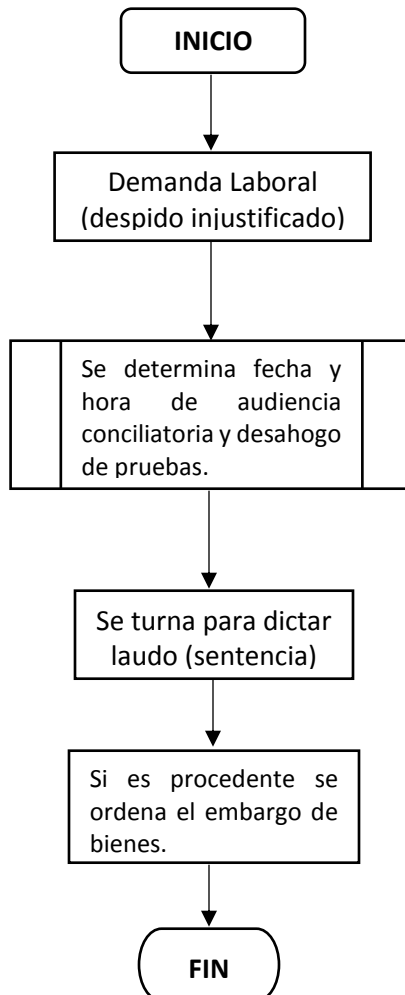 INICIO
Demanda Laboral
(despido injustificado)
Se determina fecha y
hora de audiencia
conciliatoria y desahogo
de pruebas.
Se turna para dictar
laudo (sentencia)
Si es procedente se
ordena el embargo de
bienes.
FIN